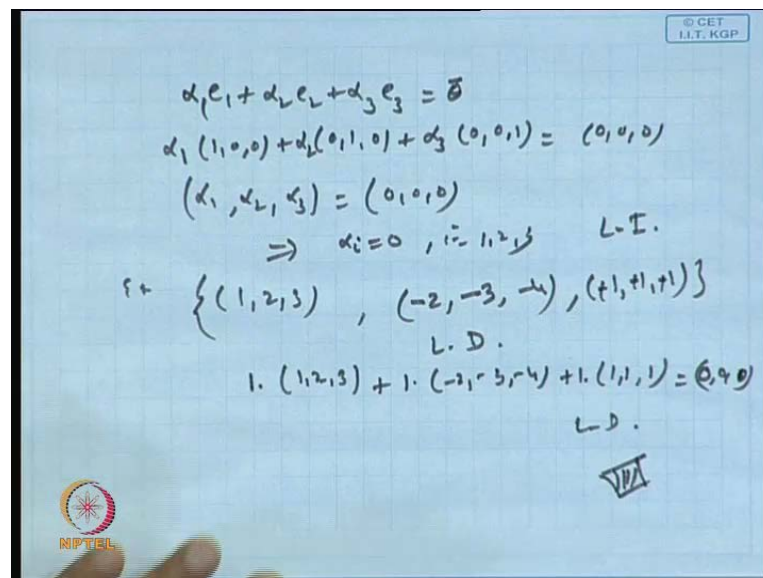 © CET
I.I.T. KGP
α₁e₁ + α₂e₂ + α₃e₃ = θ̄
α₁ (1,0,0) + α₂(0,1,0) + α₃ (0,0,1) = (0,0,0)
(α₁, α₂, α₃) = (0,0,0)
⇒ αᵢ = 0, i = 1,2,3 L.I.
{(1,2,3), (-2,-3,-4), (+1,+1,+1)}
L.D.
1. (1,2,3) + 1. (-2,-3,-4) + 1. (1,1,1) = (0,0,0)
L.D.
NPTEL